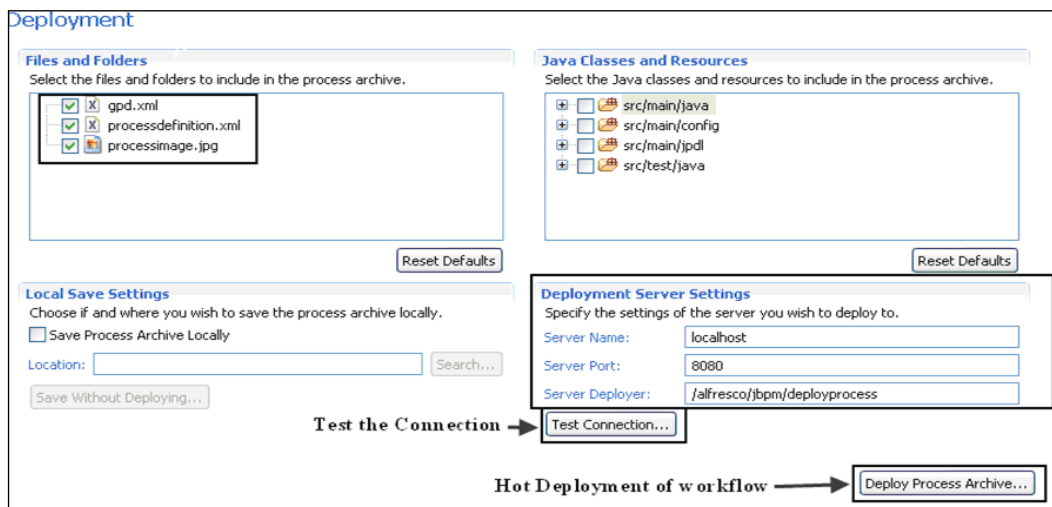 Deployment
Files and Folders
Select the files and folders to include in the process archive.
gpd.xml
processdefinition.xml
processimage.jpg
Reset Defaults
Java Classes and Resources
Select the Java classes and resources to include in the process archive.
src/main/java
src/main/config
src/main/jpdl
src/test/java
Reset Defaults
Local Save Settings
Choose if and where you wish to save the process archive locally.
Save Process Archive Locally
Location:
Search...
Save Without Deploying...
Deployment Server Settings
Specify the settings of the server you wish to deploy to.
Server Name: localhost
Server Port: 8080
Server Deployer: /alfresco/jbpm/deployprocess
Test the Connection
Test Connection...
Hot Deployment of workflow
Deploy Process Archive...